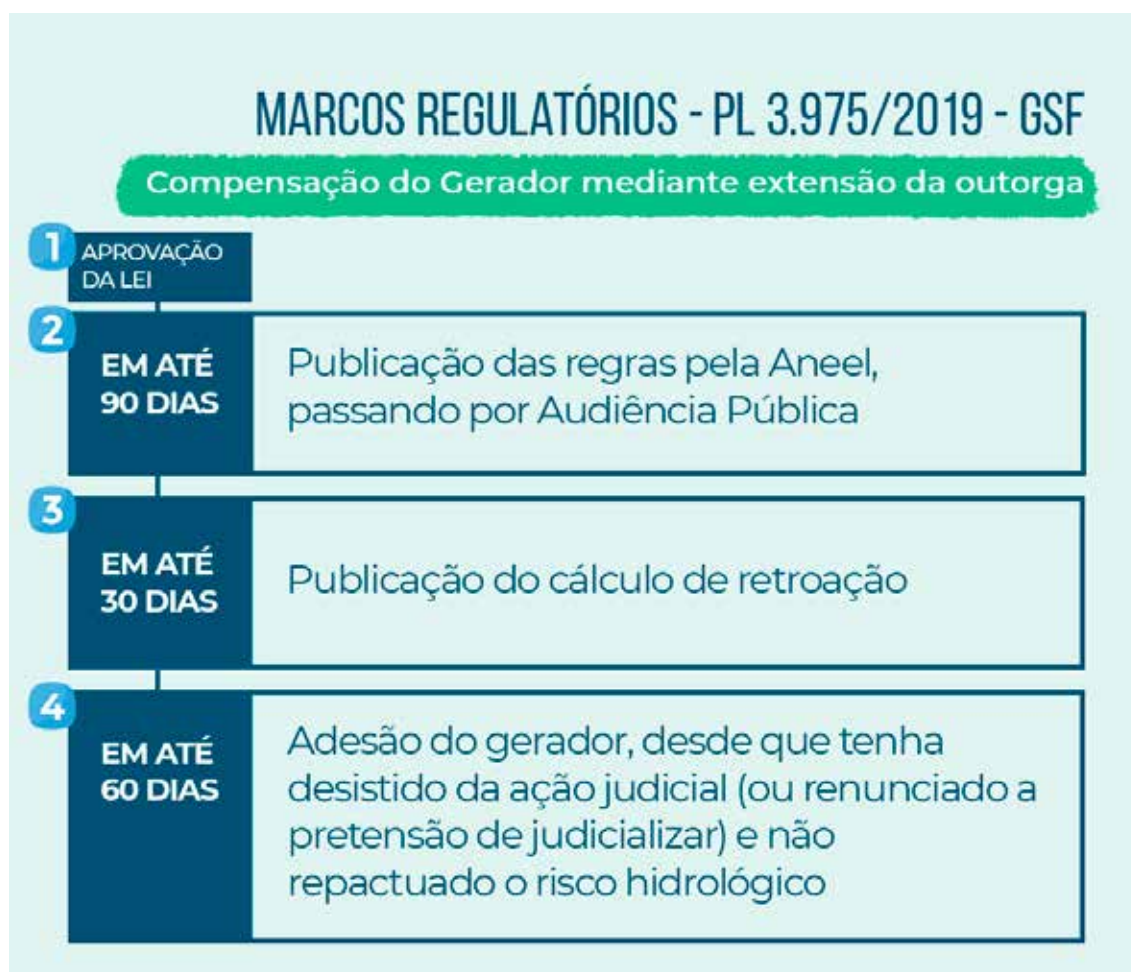 MARCOS REGULATÓRIOS - PL 3.975/2019 - GSF
Compensação do Gerador mediante extensão da outorga
1
APROVAÇÃO
DA LEI
2
EM ATÉ
90 DIAS
Publicação das regras pela Aneel,
passando por Audiência Pública
3
EM ATÉ
30 DIAS
Publicação do cálculo de retroação
4
EM ATÉ
60 DIAS
Adesão do gerador, desde que tenha
desistido da ação judicial (ou renunciado a
pretensão de judicializar) e não
repactuado o risco hidrológico